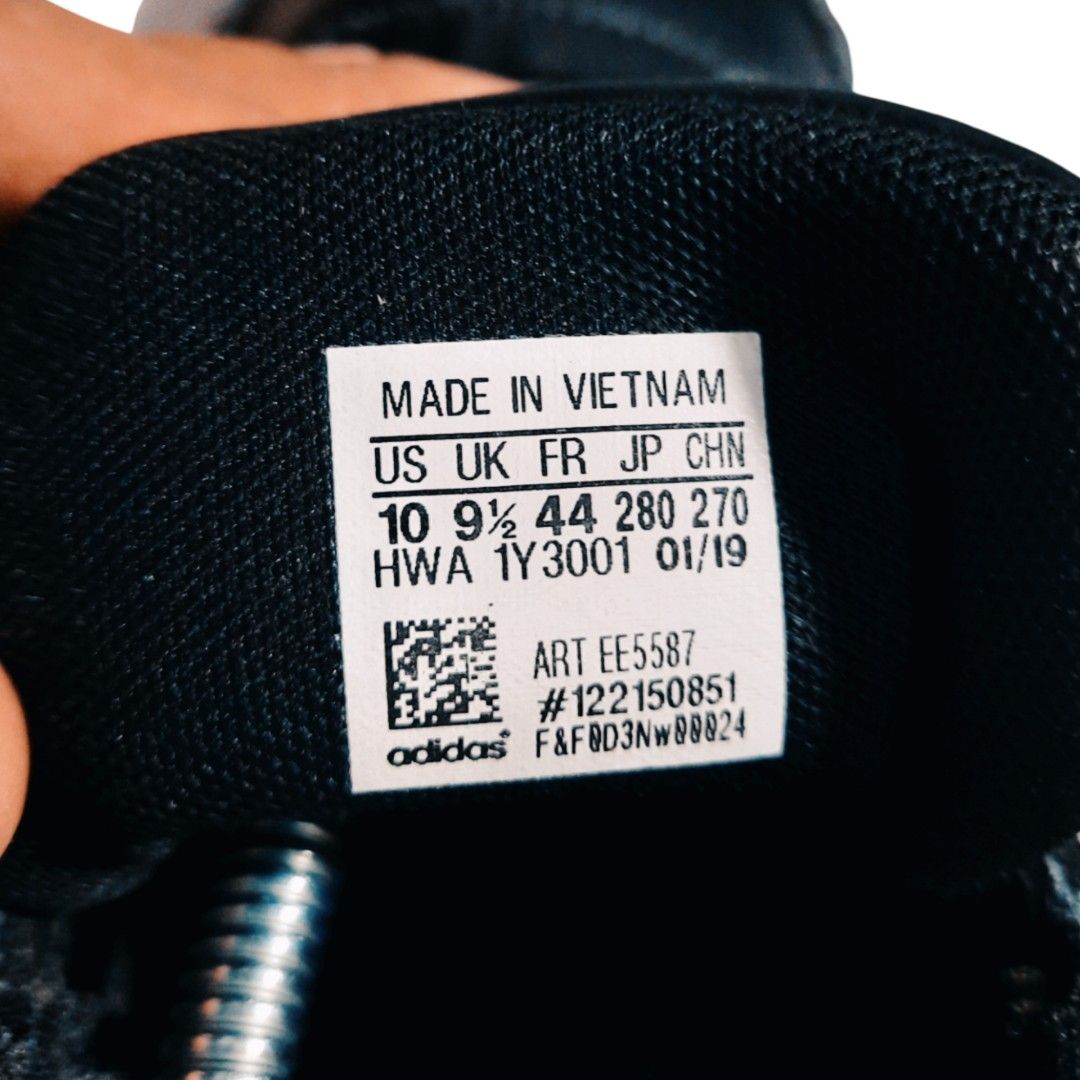 MADE IN VIETNAM
US UK FR JP CHN
10 9½ 44 280 270
HWA 1Y3001 01/19
ART EE5587
#122150851
F&F0D3Nw00024
adidas